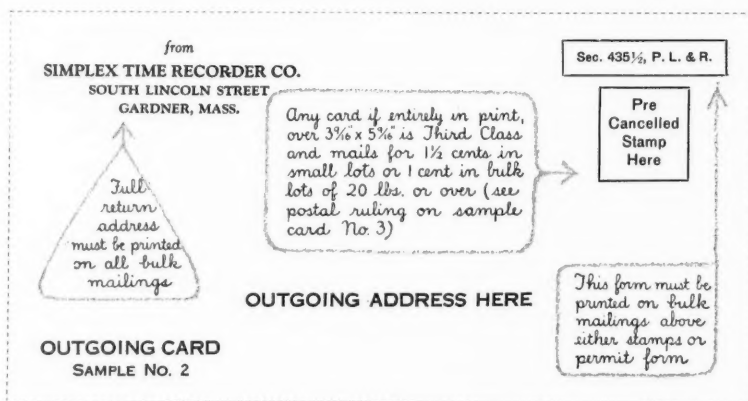 from
SIMPLEX TIME RECORDER CO.
SOUTH LINCOLN STREET
GARDNER, MASS.
Full
return
address
must be printed
on all bulk
mailings
OUTGOING CARD
SAMPLE No. 2
Any card if entirely in print,
over 3 9/16 x 5 9/16 is Third Class
and mails for 1½ cents in
small lots or 1 cent in bulk
lots of 20 lbs. or over (see
postal ruling on sample
card No. 3)
OUTGOING ADDRESS HERE
Sec. 435½, P. L. & R.
Pre
Cancelled
Stamp
Here
This form must be
printed on bulk
mailings above
either stamps or
permit form